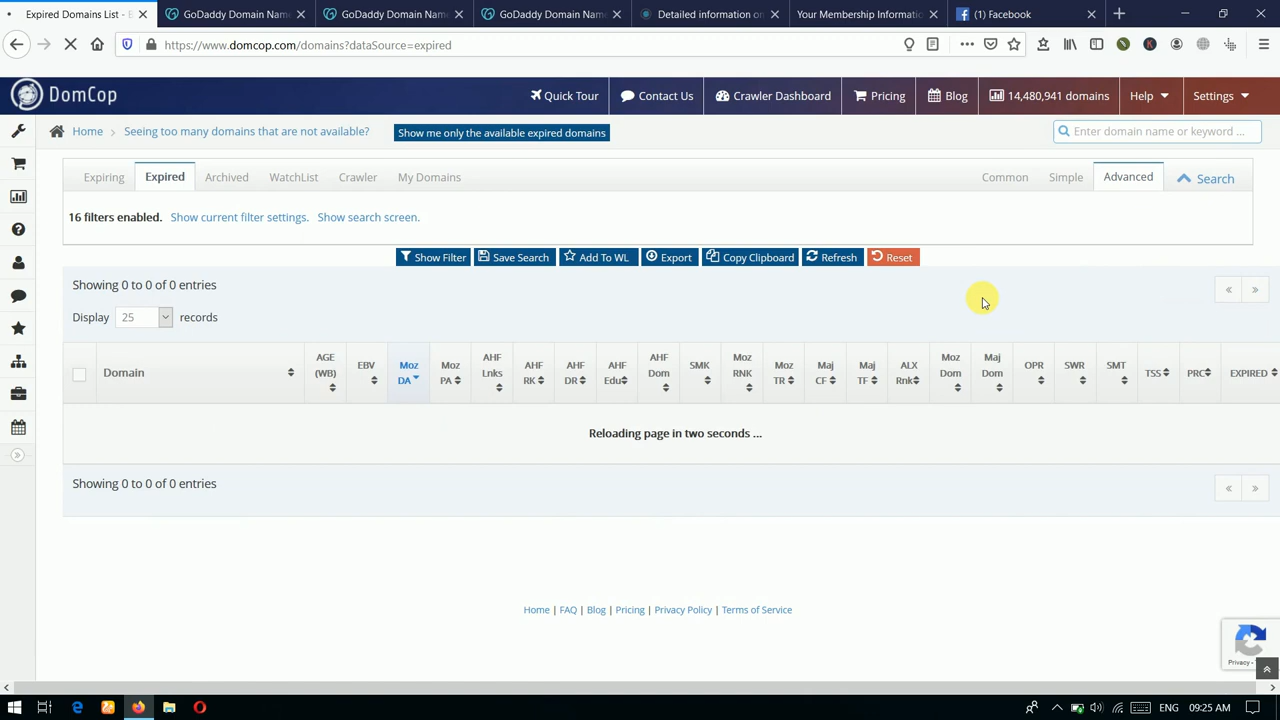 Expired Domains List - E
GoDaddy Domain Name
GoDaddy Domain Name
GoDaddy Domain Name
Detailed information on
Your Membership Informatio
(1) Facebook
https://www.domcop.com/domains?dataSource=expired
DomCop
Quick Tour
Contact Us
Crawler Dashboard
Pricing
Blog
14,480,941 domains
Help
Settings
Home > Seeing too many domains that are not available?
Show me only the available expired domains
Enter domain name or keyword ...
Expiring
Expired
Archived
WatchList
Crawler
My Domains
Common
Simple
Advanced
Search
16 filters enabled. Show current filter settings. Show search screen.
Show Filter
Save Search
Add To WL
Export
Copy Clipboard
Refresh
Reset
Showing 0 to 0 of 0 entries
« »
Display 25 records
Domain
AGE (WB)
EBV
Moz DA
Moz PA
AHF Lnks
AHF RK
AHF DR
AHF Edu
AHF Dom
SMK
Moz RNK
Moz TR
Maj CF
Maj TF
ALX Rnk
Moz Dom
Maj Dom
OPR
SWR
SMT
TSS
PRC
EXPIRED
Reloading page in two seconds ...
Showing 0 to 0 of 0 entries
« »
Home | FAQ | Blog | Pricing | Privacy Policy | Terms of Service
Privacy -
ENG
09:25 AM